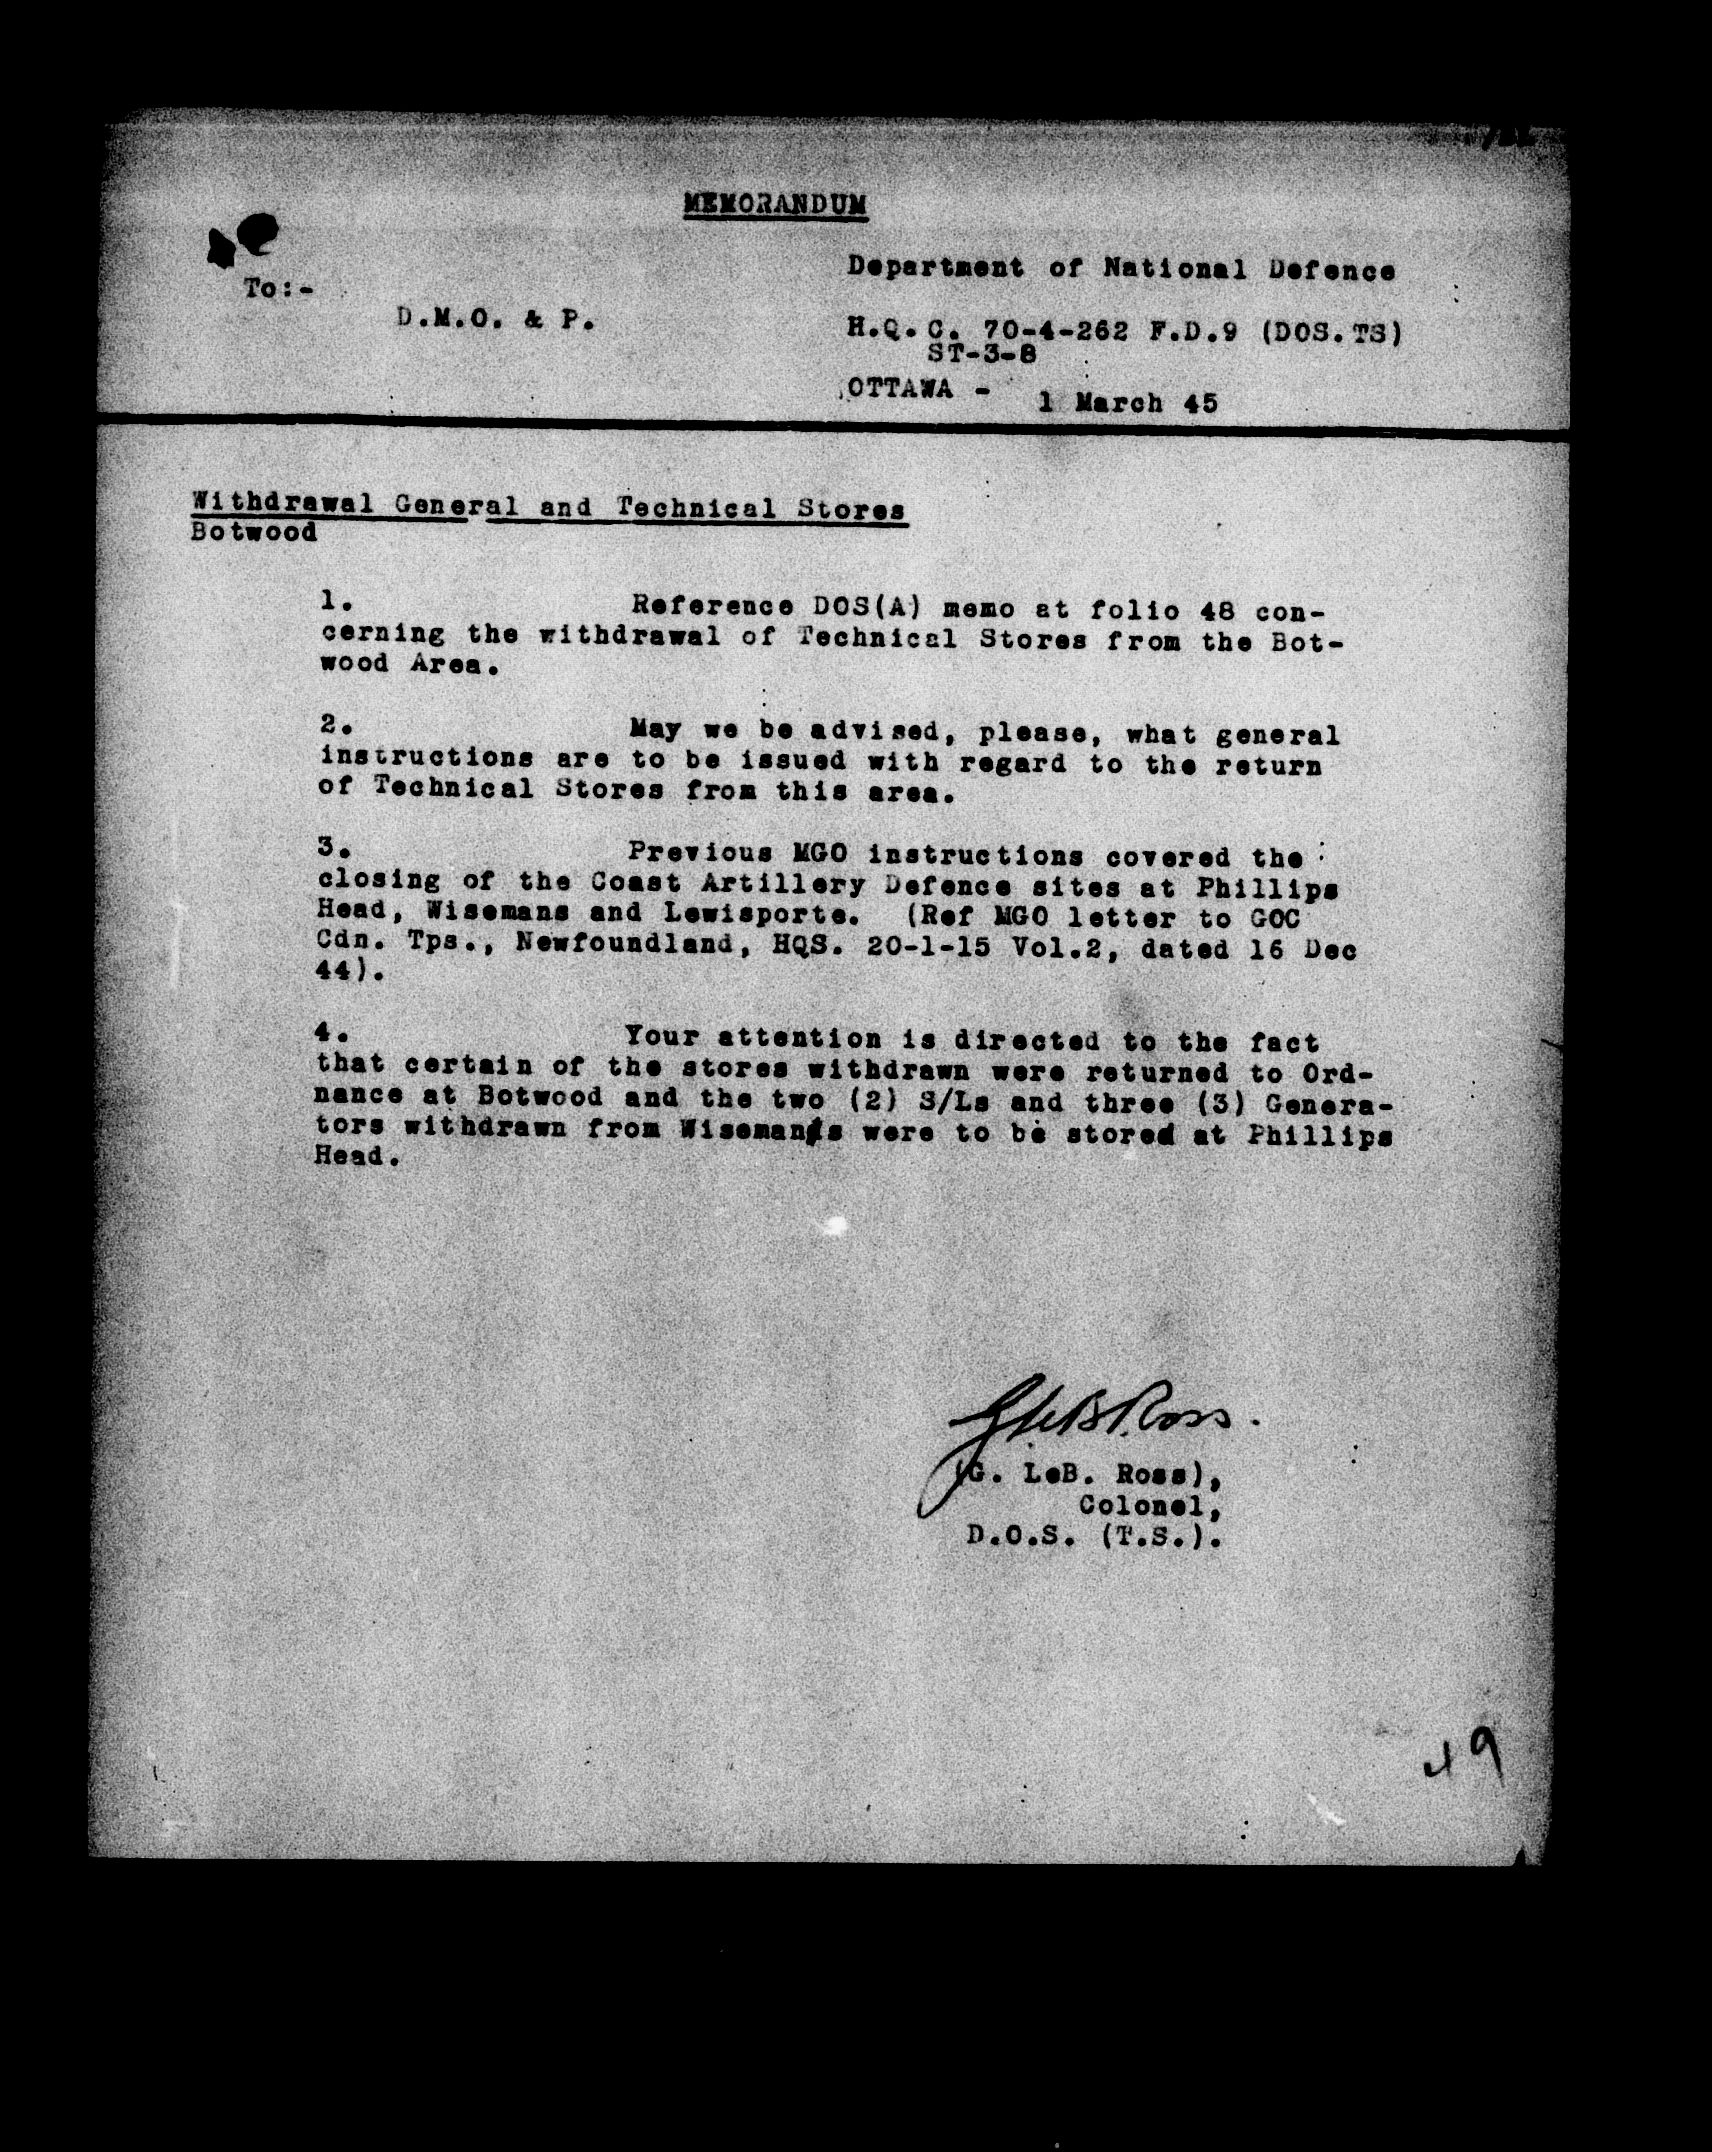 MEMORANDUM
Department of National Defence
To:-
D.M.O. & P.
H.Q.C. 70-4-262 F.D.9 (DOS.TS)
ST-3-8
OTTAWA - 1 March 45
Withdrawal General and Technical Stores
Botwood
1. Reference DOS(A) memo at folio 48 con-
cerning the withdrawal of Technical Stores from the Bot-
wood Area.
2. May we be advised, please, what general
instructions are to be issued with regard to the return
of Technical Stores from this area.
3. Previous MGO instructions covered the
closing of the Coast Artillery Defence sites at Phillips
Head, Wisemans and Lewisporte. (Ref MGO letter to GOC
Cdn. Tps., Newfoundland, HQS. 20-1-15 Vol.2, dated 16 Dec
44).
4. Your attention is directed to the fact
that certain of the stores withdrawn were returned to Ord-
nance at Botwood and the two (2) S/Ls and three (3) Genera-
tors withdrawn from Wisemans were to be stored at Phillips
Head.
G LeB Ross.
(G. LeB. Ross),
Colonel,
D.O.S. (T.S.).
49